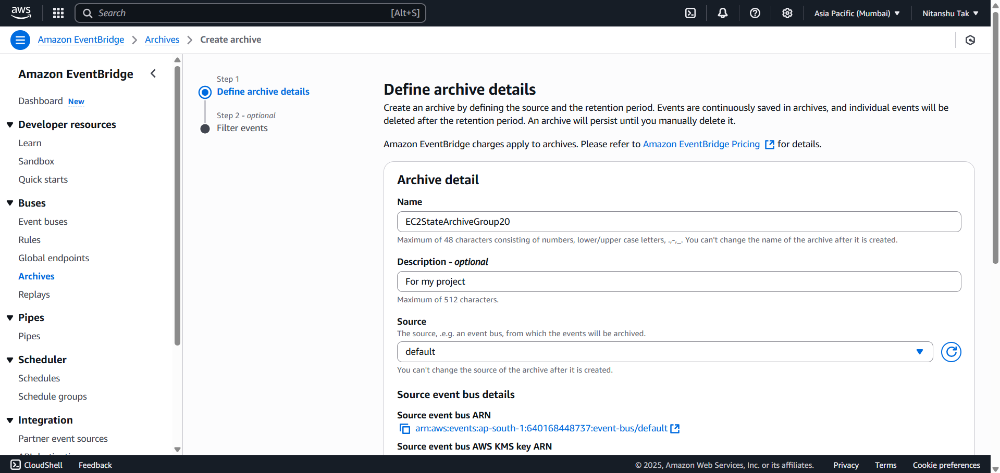 aws
Search
[Alt+S]
Asia Pacific (Mumbai)
Nitanshu Tak
Amazon EventBridge
Archives
Create archive
Amazon EventBridge
Dashboard New
Developer resources
Learn
Sandbox
Quick starts
Buses
Event buses
Rules
Global endpoints
Archives
Replays
Pipes
Pipes
Scheduler
Schedules
Schedule groups
Integration
Partner event sources
Step 1
Define archive details
Step 2 - optional
Filter events
Define archive details
Create an archive by defining the source and the retention period. Events are continuously saved in archives, and individual events will be
deleted after the retention period. An archive will persist until you manually delete it.
Amazon EventBridge charges apply to archives. Please refer to Amazon EventBridge Pricing for details.
Archive detail
Name
EC2StateArchiveGroup20
Maximum of 48 characters consisting of numbers, lower/upper case letters, .,-,_. You can't change the name of the archive after it is created.
Description - optional
For my project
Maximum of 512 characters.
Source
The source, .e.g. an event bus, from which the events will be archived.
default
You can't change the source of the archive after it is created.
Source event bus details
Source event bus ARN
arn:aws:events:ap-south-1:640168448737:event-bus/default
Source event bus AWS KMS key ARN
CloudShell
Feedback
© 2025, Amazon Web Services, Inc. or its affiliates.
Privacy
Terms
Cookie preferences